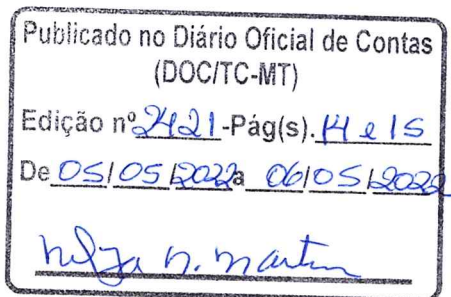 Publicado no Diário Oficial de Contas
(DOC/TC-MT)
Edição nº 2421-Pág(s). 14 e 15
De 05/05/2022 a 06/05/2022